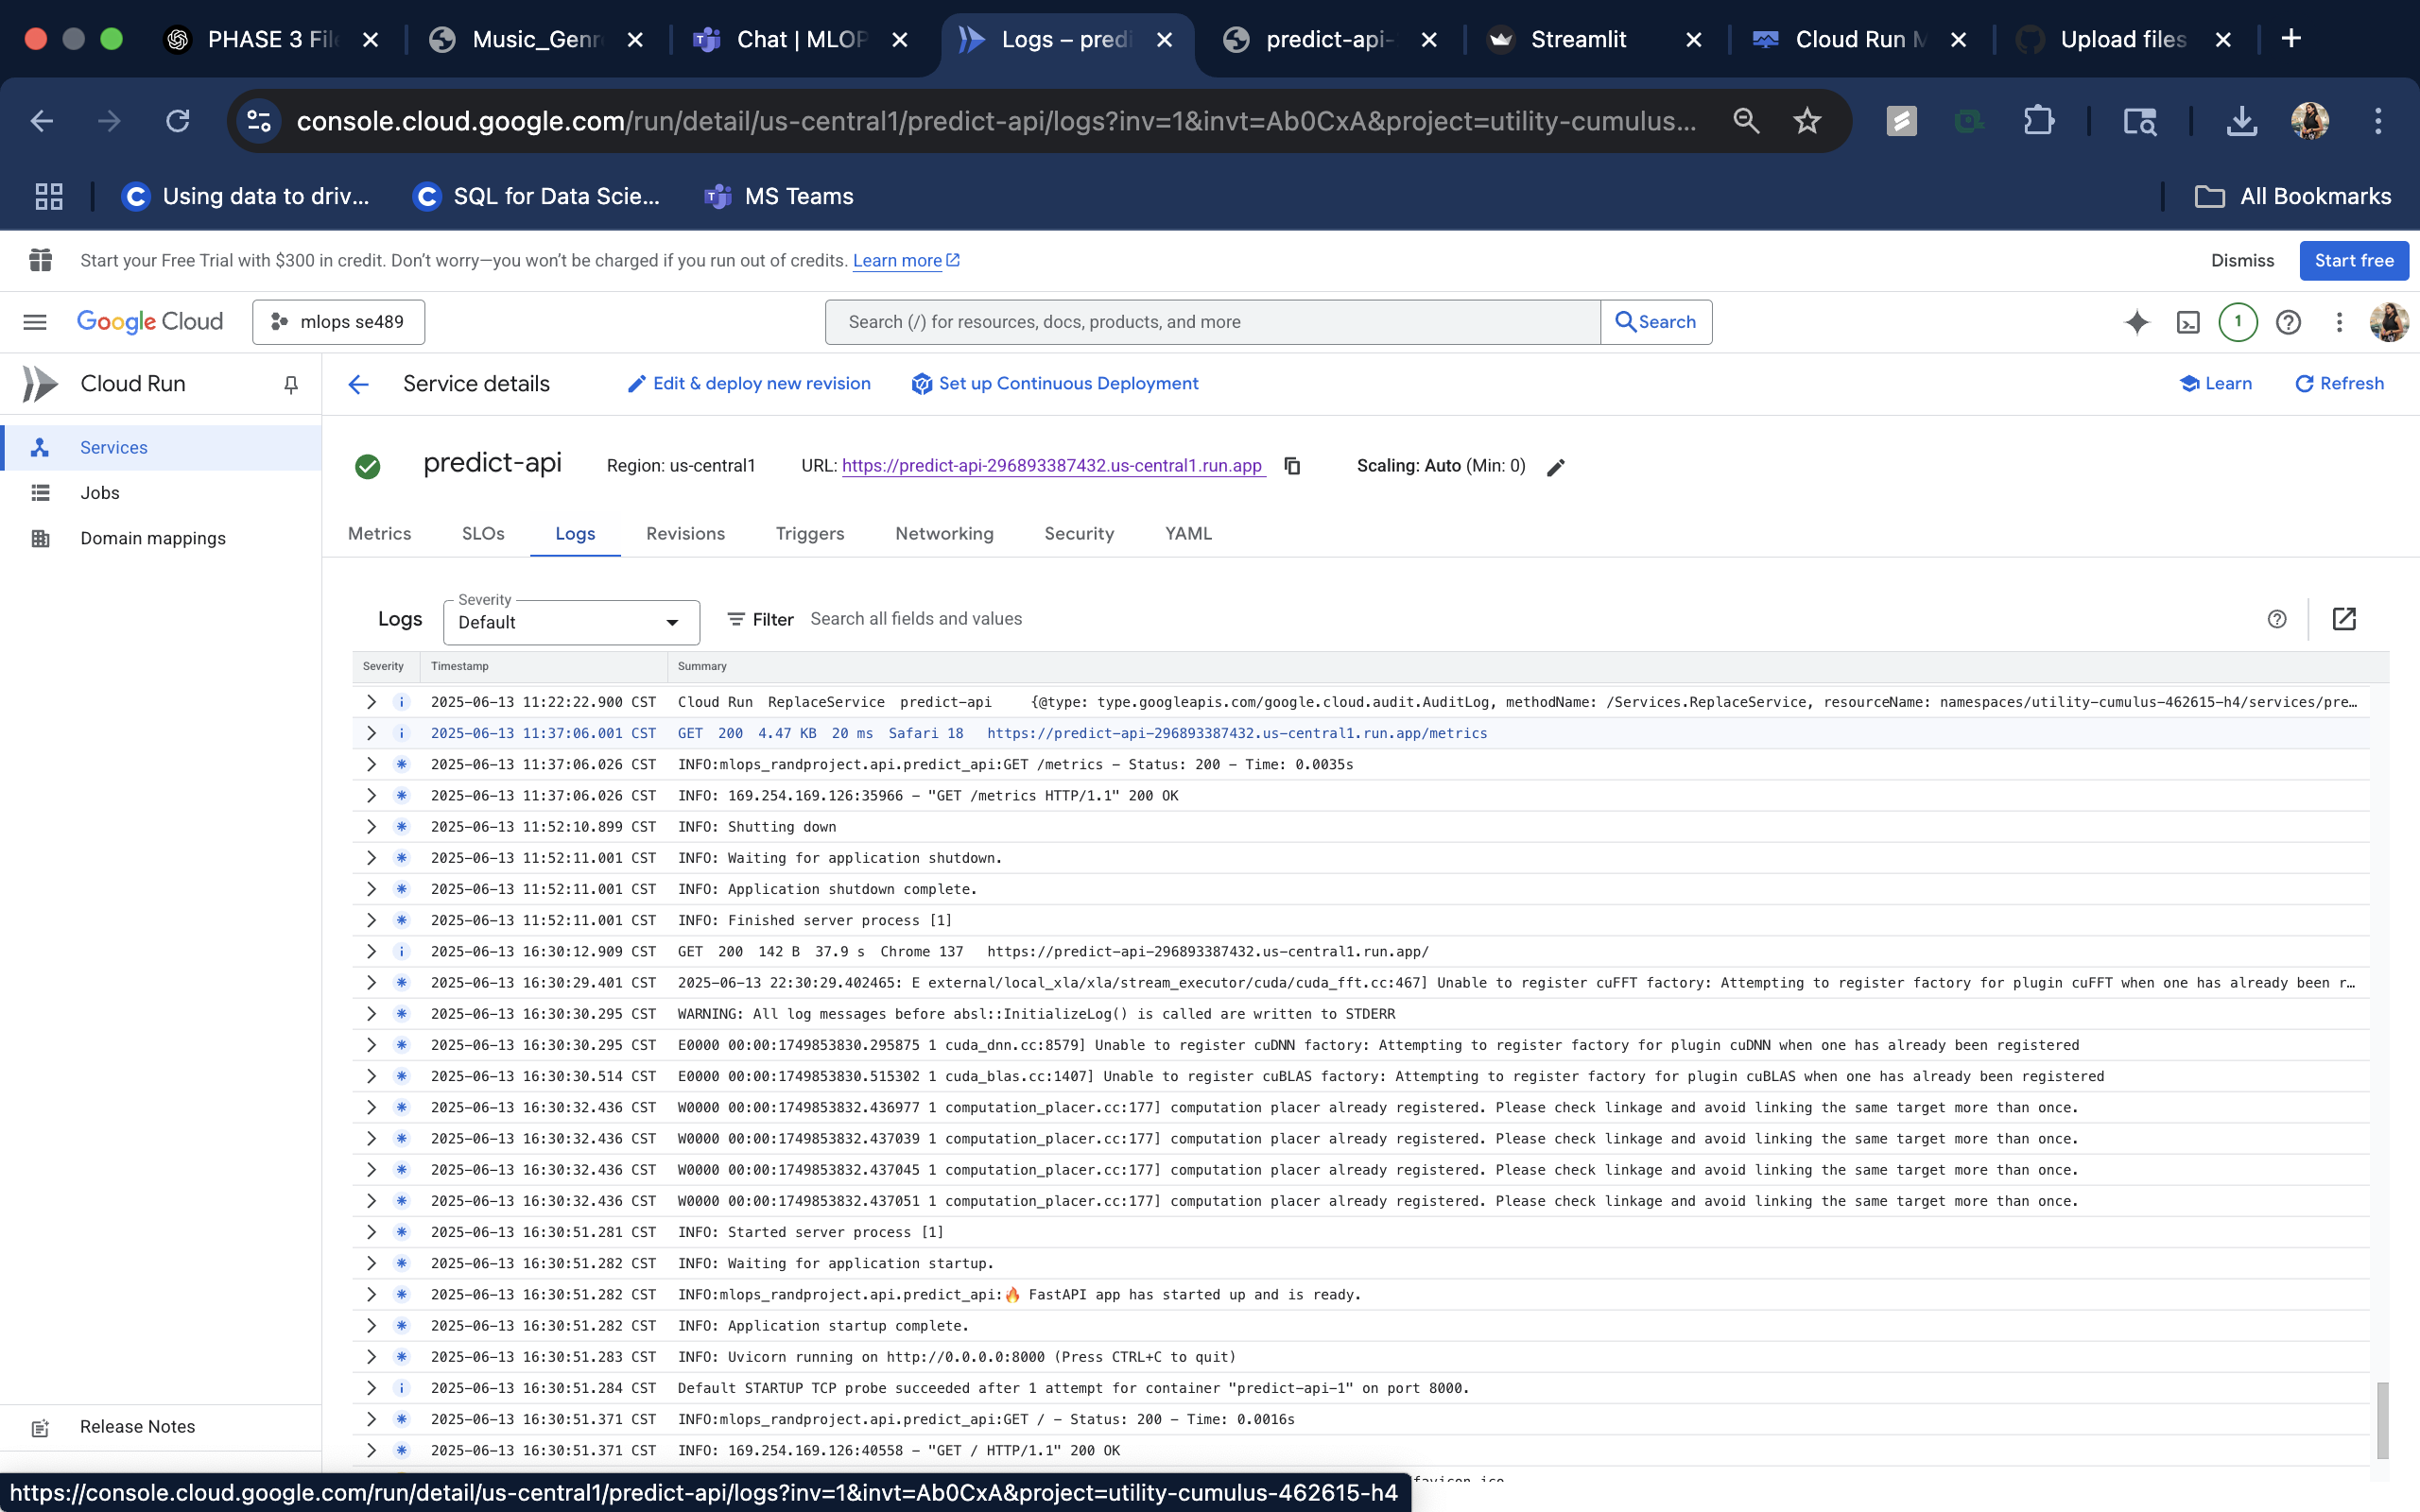 PHASE 3 File
Music_Genr
Chat | MLOP
Logs – predi
predict-api-
Streamlit
Cloud Run M
Upload files
console.cloud.google.com/run/detail/us-central1/predict-api/logs?inv=1&invt=Ab0CxA&project=utility-cumulus...
Using data to driv...
SQL for Data Scie...
MS Teams
All Bookmarks
Start your Free Trial with $300 in credit. Don't worry—you won't be charged if you run out of credits. Learn more
Dismiss
Start free
Google Cloud
mlops se489
Search (/) for resources, docs, products, and more
Search
1
Cloud Run
Service details
Edit & deploy new revision
Set up Continuous Deployment
Learn
Refresh
Services
Jobs
Domain mappings
predict-api
Region: us-central1
URL: https://predict-api-296893387432.us-central1.run.app
Scaling: Auto (Min: 0)
Metrics
SLOs
Logs
Revisions
Triggers
Networking
Security
YAML
Logs
Severity
Default
Filter
Search all fields and values
Severity Timestamp Summary
2025-06-13 11:22:22.900 CST Cloud Run ReplaceService predict-api {@type: type.googleapis.com/google.cloud.audit.AuditLog, methodName: /Services.ReplaceService, resourceName: namespaces/utility-cumulus-462615-h4/services/pre…
2025-06-13 11:37:06.001 CST GET 200 4.47 KB 20 ms Safari 18 https://predict-api-296893387432.us-central1.run.app/metrics
2025-06-13 11:37:06.026 CST INFO:mlops_randproject.api.predict_api:GET /metrics – Status: 200 – Time: 0.0035s
2025-06-13 11:37:06.026 CST INFO: 169.254.169.126:35966 – "GET /metrics HTTP/1.1" 200 OK
2025-06-13 11:52:10.899 CST INFO: Shutting down
2025-06-13 11:52:11.001 CST INFO: Waiting for application shutdown.
2025-06-13 11:52:11.001 CST INFO: Application shutdown complete.
2025-06-13 11:52:11.001 CST INFO: Finished server process [1]
2025-06-13 16:30:12.909 CST GET 200 142 B 37.9 s Chrome 137 https://predict-api-296893387432.us-central1.run.app/
2025-06-13 16:30:29.401 CST 2025-06-13 22:30:29.402465: E external/local_xla/xla/stream_executor/cuda/cuda_fft.cc:467] Unable to register cuFFT factory: Attempting to register factory for plugin cuFFT when one has already been r…
2025-06-13 16:30:30.295 CST WARNING: All log messages before absl::InitializeLog() is called are written to STDERR
2025-06-13 16:30:30.295 CST E0000 00:00:1749853830.295875 1 cuda_dnn.cc:8579] Unable to register cuDNN factory: Attempting to register factory for plugin cuDNN when one has already been registered
2025-06-13 16:30:30.514 CST E0000 00:00:1749853830.515302 1 cuda_blas.cc:1407] Unable to register cuBLAS factory: Attempting to register factory for plugin cuBLAS when one has already been registered
2025-06-13 16:30:32.436 CST W0000 00:00:1749853832.436977 1 computation_placer.cc:177] computation placer already registered. Please check linkage and avoid linking the same target more than once.
2025-06-13 16:30:32.436 CST W0000 00:00:1749853832.437039 1 computation_placer.cc:177] computation placer already registered. Please check linkage and avoid linking the same target more than once.
2025-06-13 16:30:32.436 CST W0000 00:00:1749853832.437045 1 computation_placer.cc:177] computation placer already registered. Please check linkage and avoid linking the same target more than once.
2025-06-13 16:30:32.436 CST W0000 00:00:1749853832.437051 1 computation_placer.cc:177] computation placer already registered. Please check linkage and avoid linking the same target more than once.
2025-06-13 16:30:51.281 CST INFO: Started server process [1]
2025-06-13 16:30:51.282 CST INFO: Waiting for application startup.
2025-06-13 16:30:51.282 CST INFO:mlops_randproject.api.predict_api:🔥 FastAPI app has started up and is ready.
2025-06-13 16:30:51.282 CST INFO: Application startup complete.
2025-06-13 16:30:51.283 CST INFO: Uvicorn running on http://0.0.0.0:8000 (Press CTRL+C to quit)
2025-06-13 16:30:51.284 CST Default STARTUP TCP probe succeeded after 1 attempt for container "predict-api-1" on port 8000.
2025-06-13 16:30:51.371 CST INFO:mlops_randproject.api.predict_api:GET / – Status: 200 – Time: 0.0016s
2025-06-13 16:30:51.371 CST INFO: 169.254.169.126:40558 – "GET / HTTP/1.1" 200 OK
Release Notes
https://console.cloud.google.com/run/detail/us-central1/predict-api/logs?inv=1&invt=Ab0CxA&project=utility-cumulus-462615-h4